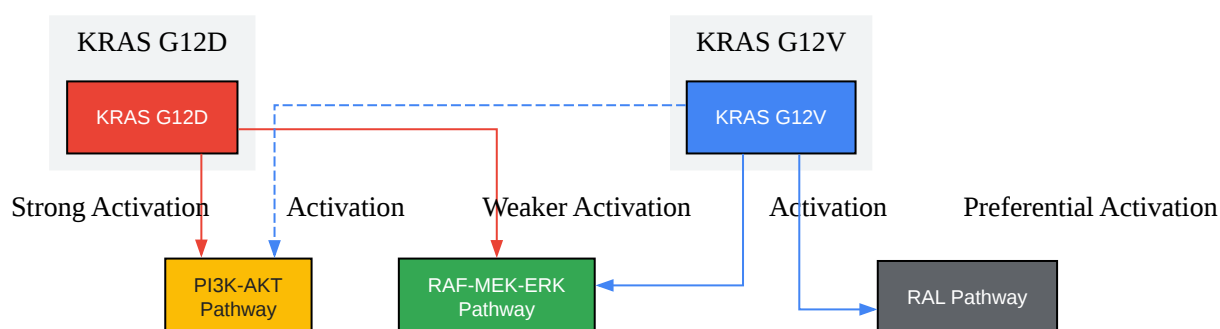 KRAS G12D
KRAS G12V
KRAS G12D
KRAS G12V
Strong Activation
Activation
Weaker Activation
Activation
Preferential Activation
PI3K-AKT
Pathway
RAF-MEK-ERK
Pathway
RAL Pathway